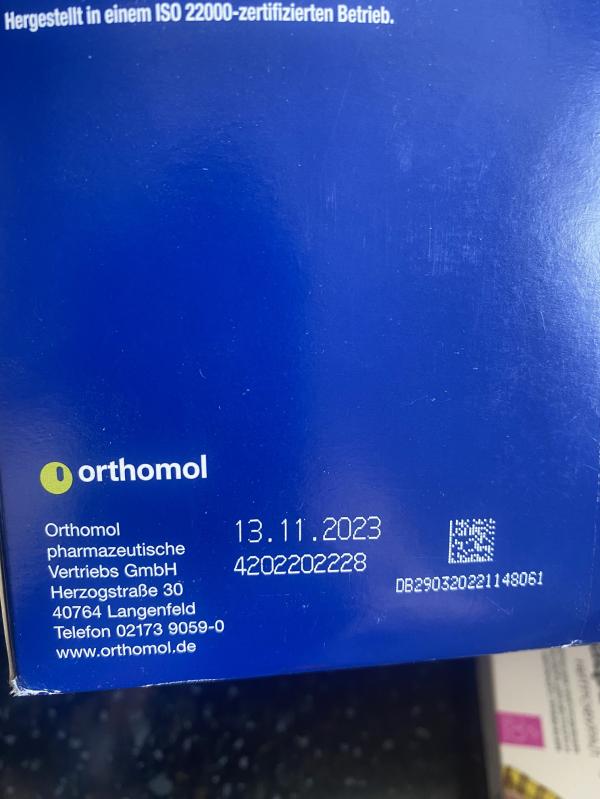 Hergestellt in einem ISO 22000-zertifizierten Betrieb.
orthomol
Orthomol
pharmazeutische
Vertriebs GmbH
Herzogstraße 30
40764 Langenfeld
Telefon 02173 9059-0
www.orthomol.de
13.11.2023
4202202228
DB290320221148061